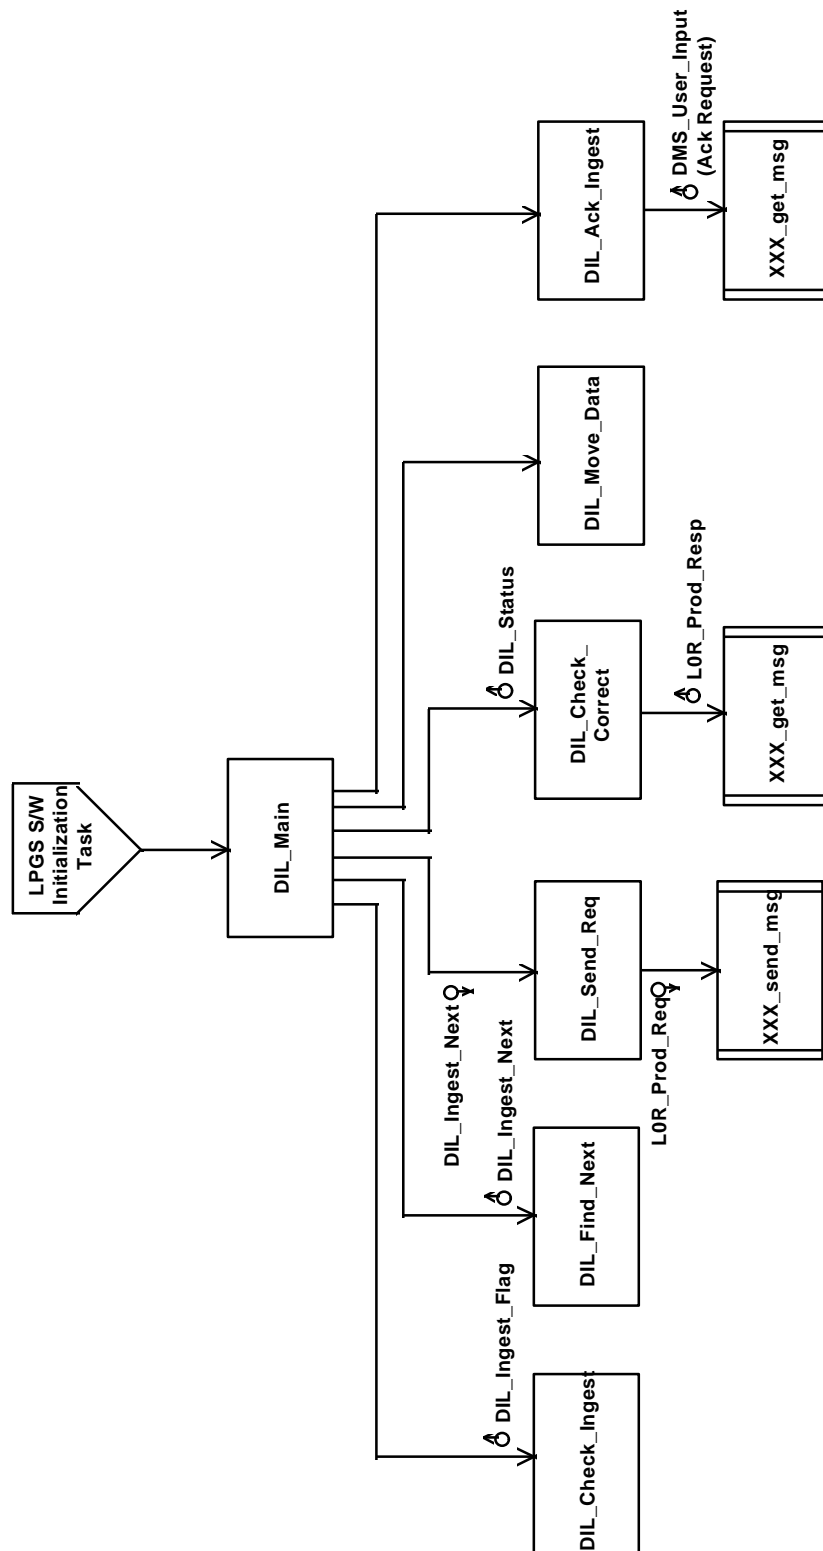 LPGS S/W
Initialization
Task
DIL_Main
DIL_Ingest_Flag
DIL_Ingest_Next
DIL_Ingest_Next
DIL_Status
DIL_Check_Ingest
DIL_Find_Next
DIL_Send_Req
DIL_Check_
Correct
DIL_Move_Data
DIL_Ack_Ingest
L0R_Prod_Req
L0R_Prod_Resp
DMS_User_Input
(Ack Request)
XXX_send_msg
XXX_get_msg
XXX_get_msg